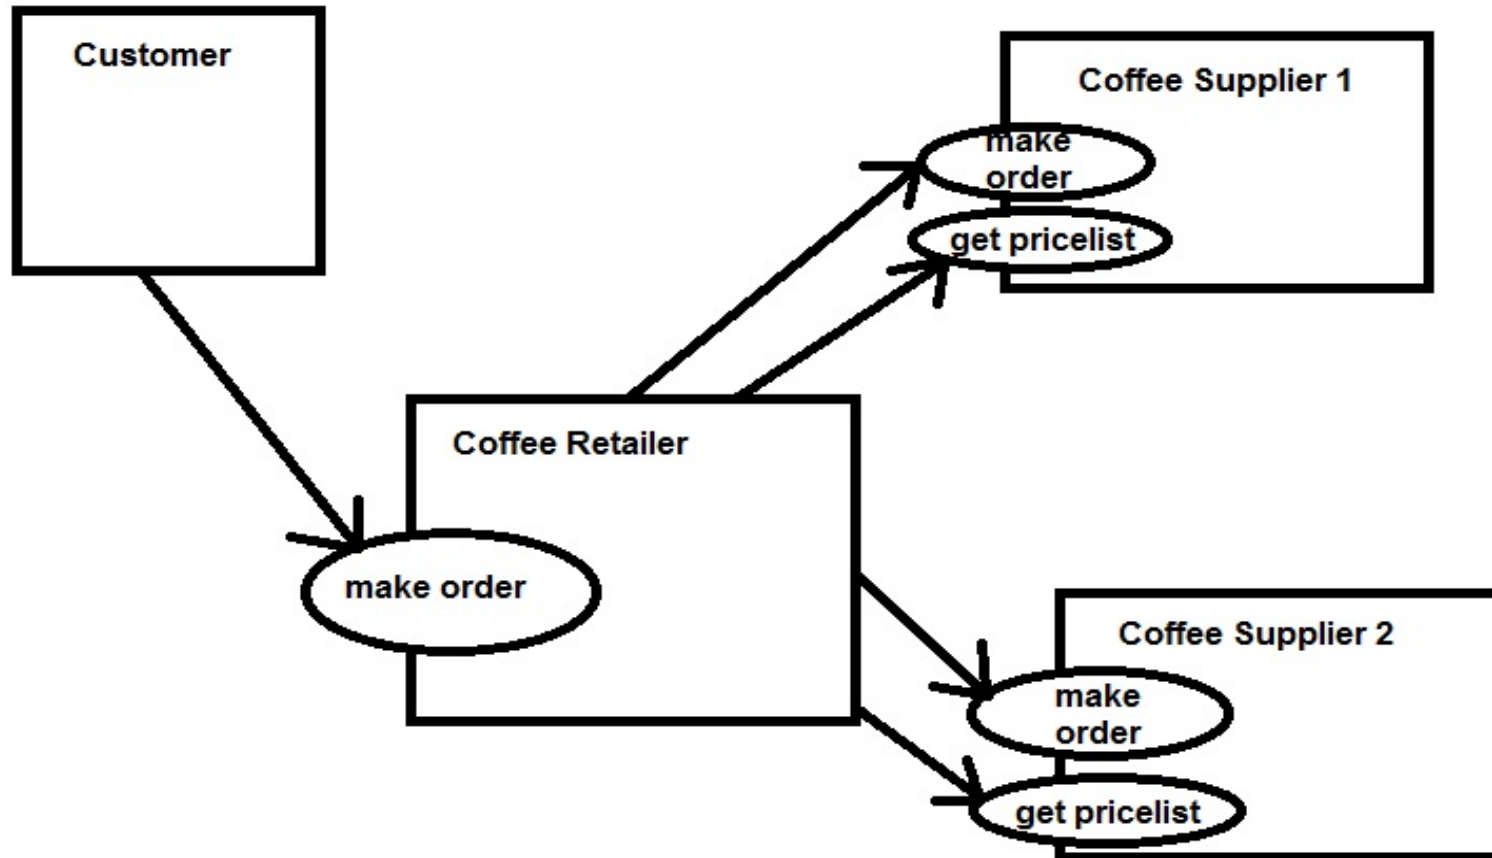 Customer
Coffee Supplier 1
make
order
get pricelist
Coffee Retailer
make order
Coffee Supplier 2
make
order
get pricelist